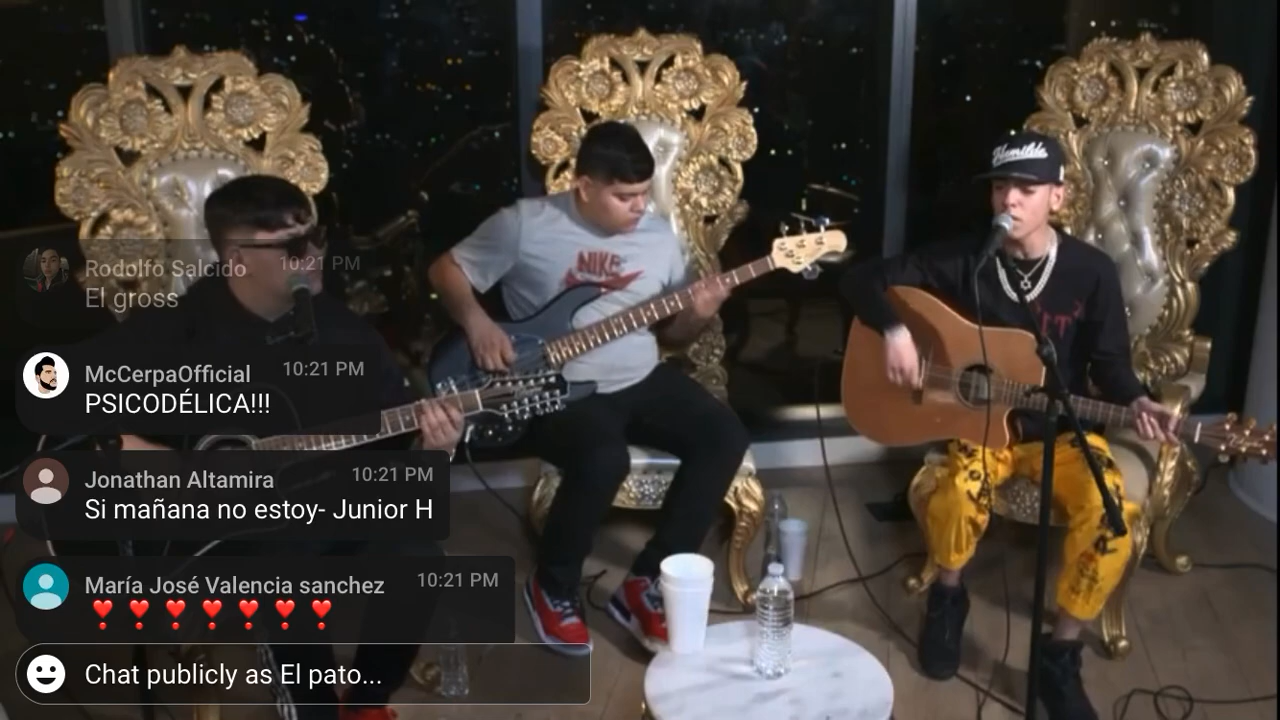 Humilde
NIKE
Rodolfo Salcido 10:21 PM
El gross
McCerpaOfficial 10:21 PM
PSICODÉLICA!!!
Jonathan Altamira 10:21 PM
Si mañana no estoy- Junior H
María José Valencia sanchez 10:21 PM
❣️❣️❣️❣️❣️❣️❣️
Chat publicly as El pato...